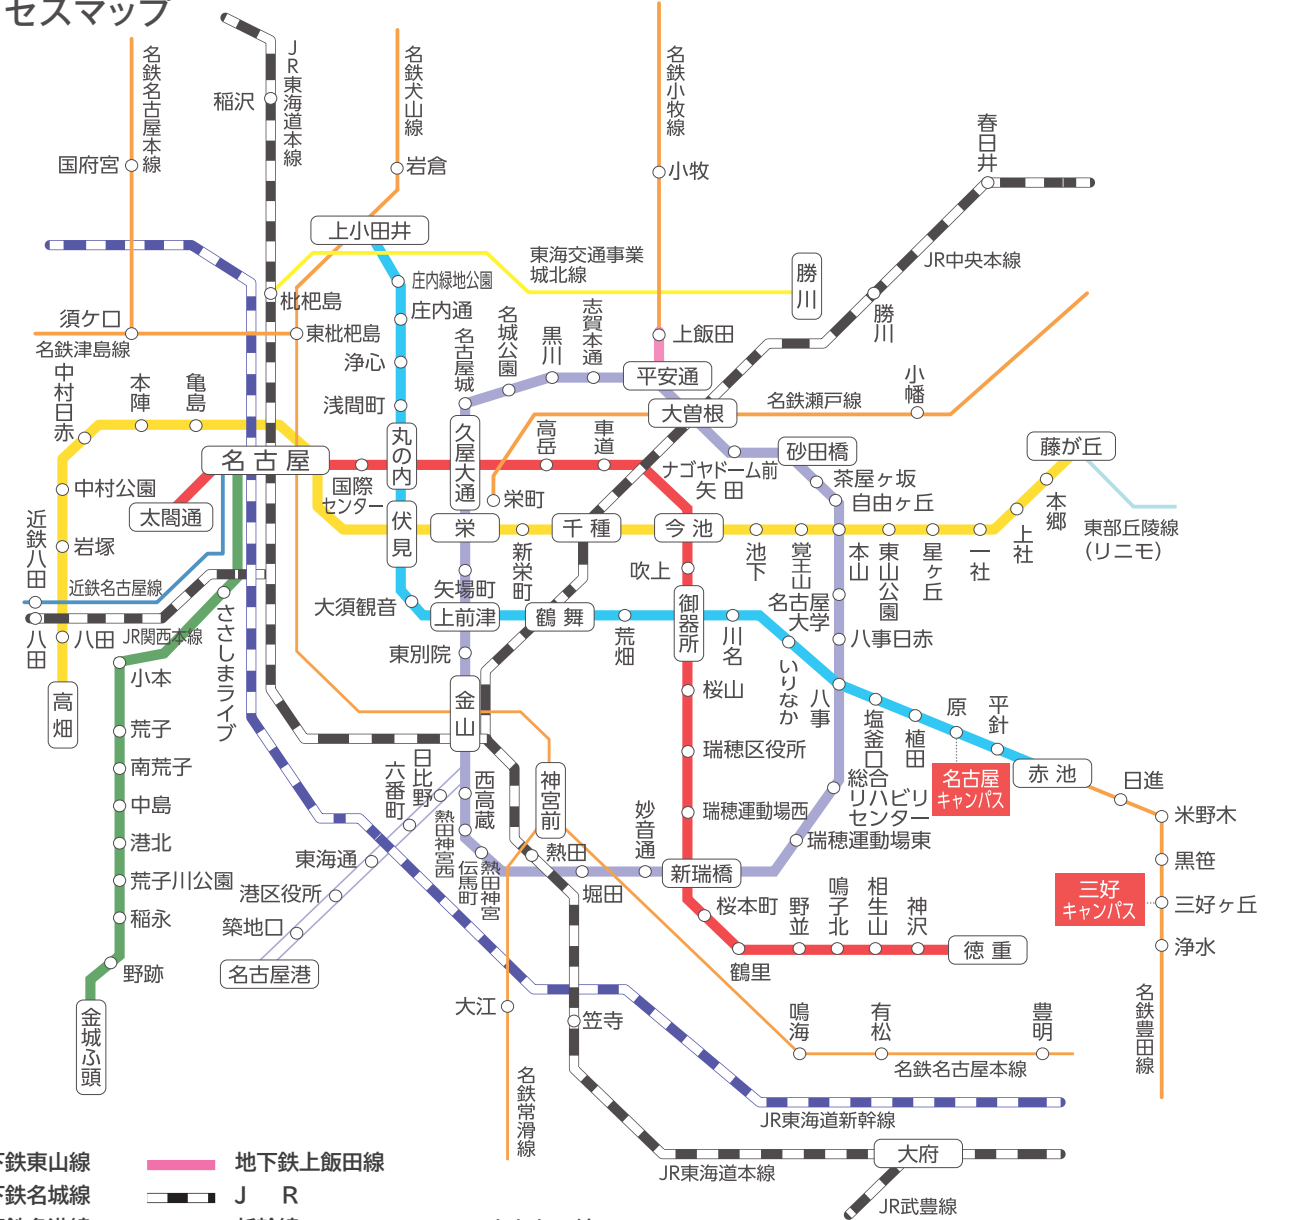 セスマップ
名鉄名古屋本線
JR東海道本線
名鉄犬山線
名鉄小牧線
稲沢
国府宮
岩倉
小牧
春日井
上小田井
東海交通事業
城北線
勝川
JR中央本線
庄内緑地公園
枇杷島
庄内通
須ケ口
東枇杷島
名鉄津島線
浄心
名古屋城
名城公園
黒川
志賀本通
上飯田
勝川
中村日赤
本陣
亀島
浅間町
平安通
大曽根
名鉄瀬戸線
小幡
丸の内
久屋大通
高岳
車道
砂田橋
藤が丘
名古屋
ナゴヤドーム前
矢田
茶屋ヶ坂
自由ヶ丘
中村公園
太閤通
国際
センター
栄町
本郷
上社
東部丘陵線
(リニモ)
近鉄八田
岩塚
伏見
栄
新栄町
千種
今池
池下
覚王山
本山
東山公園
星ヶ丘
一社
近鉄名古屋線
矢場町
吹上
名古屋
大学
大須観音
上前津
鶴舞
荒畑
御器所
川名
八事日赤
八田
八田
JR関西本線
ささしまライブ
東別院
いりなか
八事
小本
高畑
金山
桜山
塩釜口
植田
原
平針
荒子
瑞穂区役所
名古屋
キャンパス
赤池
南荒子
日比野
六番町
西高蔵
神宮前
総合
リハビリ
センター
日進
米野木
中島
熱田神宮西
妙音通
瑞穂運動場西
瑞穂運動場東
港北
東海通
伝馬町
熱田神宮
熱田
堀田
新瑞橋
黒笹
荒子川公園
港区役所
桜本町
野並
鳴子北
相生山
神沢
三好
キャンパス
三好ヶ丘
稲永
築地口
鶴里
徳重
浄水
野跡
名古屋港
大江
笠寺
鳴海
有松
豊明
名鉄豊田線
金城ふ頭
名鉄名古屋本線
名鉄常滑線
JR東海道新幹線
下鉄東山線
地下鉄上飯田線
JR東海道本線
大府
下鉄名城線
J R
JR武豊線